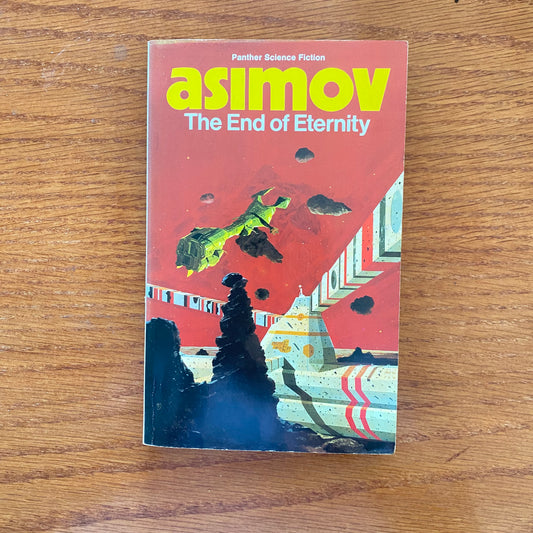 Panther Science Fiction
asimov
The End of Eternity